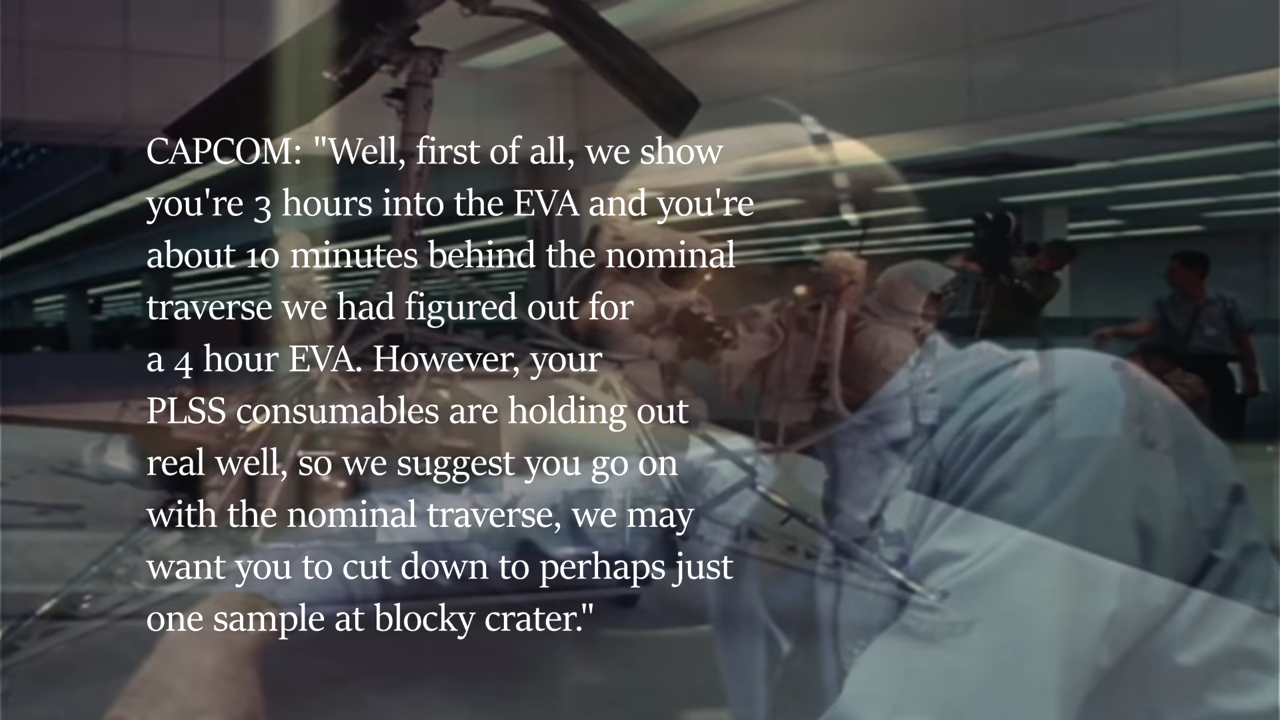 CAPCOM: "Well, first of all, we show
you're 3 hours into the EVA and you're
about 10 minutes behind the nominal
traverse we had figured out for
a 4 hour EVA. However, your
PLSS consumables are holding out
real well, so we suggest you go on
with the nominal traverse, we may
want you to cut down to perhaps just
one sample at blocky crater."